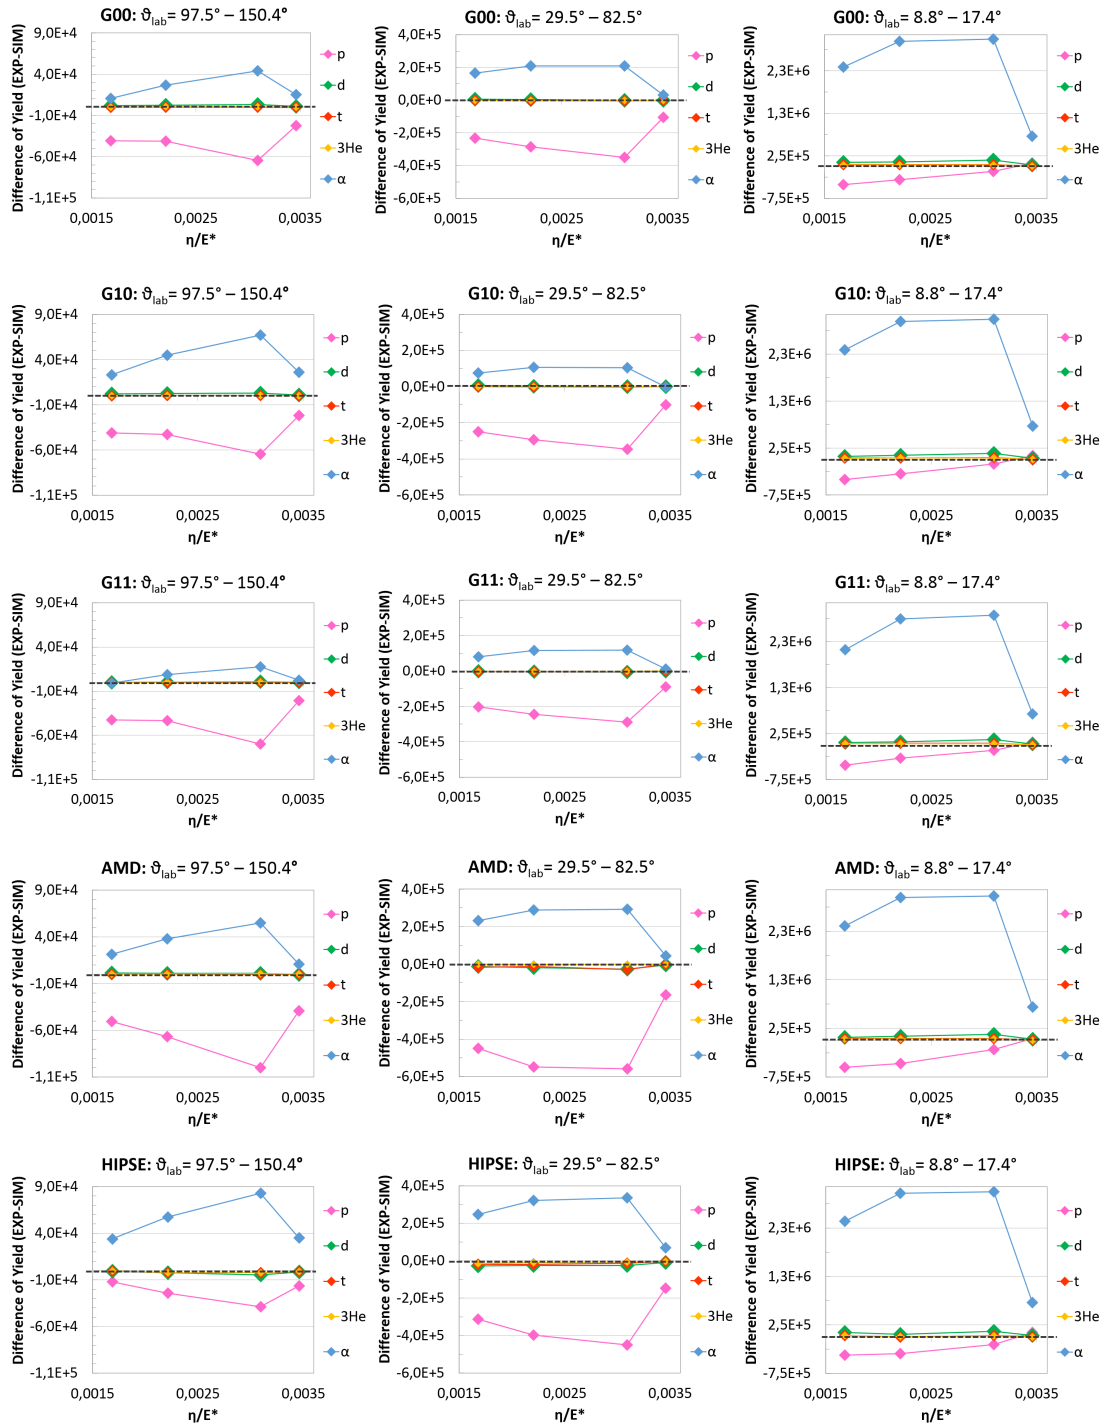 G00: ϑlab= 97.5° – 150.4°
Difference of Yield (EXP-SIM)
9,0E+4
4,0E+4
-1,0E+4
-6,0E+4
-1,1E+5
0,0015
0,0025
0,0035
η/E*
p
d
t
3He
α
G00: ϑlab= 29.5° – 82.5°
Difference of Yield (EXP-SIM)
4,0E+5
2,0E+5
0,0E+0
-2,0E+5
-4,0E+5
-6,0E+5
0,0015
0,0025
0,0035
η/E*
p
d
t
3He
α
G00: ϑlab= 8.8° – 17.4°
Difference of Yield (EXP-SIM)
2,3E+6
1,3E+6
2,5E+5
-7,5E+5
0,0015
0,0025
0,0035
η/E*
p
d
t
3He
α
G10: ϑlab= 97.5° – 150.4°
Difference of Yield (EXP-SIM)
9,0E+4
4,0E+4
-1,0E+4
-6,0E+4
-1,1E+5
0,0015
0,0025
0,0035
η/E*
p
d
t
3He
α
G10: ϑlab= 29.5° – 82.5°
Difference of Yield (EXP-SIM)
4,0E+5
2,0E+5
0,0E+0
-2,0E+5
-4,0E+5
-6,0E+5
0,0015
0,0025
0,0035
η/E*
p
d
t
3He
α
G10: ϑlab= 8.8° – 17.4°
Difference of Yield (EXP-SIM)
2,3E+6
1,3E+6
2,5E+5
-7,5E+5
0,0015
0,0025
0,0035
η/E*
p
d
t
3He
α
G11: ϑlab= 97.5° – 150.4°
Difference of Yield (EXP-SIM)
9,0E+4
4,0E+4
-1,0E+4
-6,0E+4
-1,1E+5
0,0015
0,0025
0,0035
η/E*
p
d
t
3He
α
G11: ϑlab= 29.5° – 82.5°
Difference of Yield (EXP-SIM)
4,0E+5
2,0E+5
0,0E+0
-2,0E+5
-4,0E+5
-6,0E+5
0,0015
0,0025
0,0035
η/E*
p
d
t
3He
α
G11: ϑlab= 8.8° – 17.4°
Difference of Yield (EXP-SIM)
2,3E+6
1,3E+6
2,5E+5
-7,5E+5
0,0015
0,0025
0,0035
η/E*
p
d
t
3He
α
AMD: ϑlab= 97.5° – 150.4°
Difference of Yield (EXP-SIM)
9,0E+4
4,0E+4
-1,0E+4
-6,0E+4
-1,1E+5
0,0015
0,0025
0,0035
η/E*
p
d
t
3He
α
AMD: ϑlab= 29.5° – 82.5°
Difference of Yield (EXP-SIM)
4,0E+5
2,0E+5
0,0E+0
-2,0E+5
-4,0E+5
-6,0E+5
0,0015
0,0025
0,0035
η/E*
p
d
t
3He
α
AMD: ϑlab= 8.8° – 17.4°
Difference of Yield (EXP-SIM)
2,3E+6
1,3E+6
2,5E+5
-7,5E+5
0,0015
0,0025
0,0035
η/E*
p
d
t
3He
α
HIPSE: ϑlab= 97.5° – 150.4°
Difference of Yield (EXP-SIM)
9,0E+4
4,0E+4
-1,0E+4
-6,0E+4
-1,1E+5
0,0015
0,0025
0,0035
η/E*
p
d
t
3He
α
HIPSE: ϑlab= 29.5° – 82.5°
Difference of Yield (EXP-SIM)
4,0E+5
2,0E+5
0,0E+0
-2,0E+5
-4,0E+5
-6,0E+5
0,0015
0,0025
0,0035
η/E*
p
d
t
3He
α
HIPSE: ϑlab= 8.8° – 17.4°
Difference of Yield (EXP-SIM)
2,3E+6
1,3E+6
2,5E+5
-7,5E+5
0,0015
0,0025
0,0035
η/E*
p
d
t
3He
α